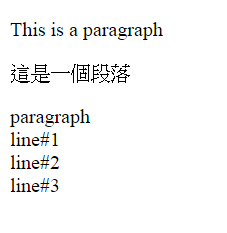 This is a paragraph
這是一個段落
paragraph
line#1
line#2
line#3